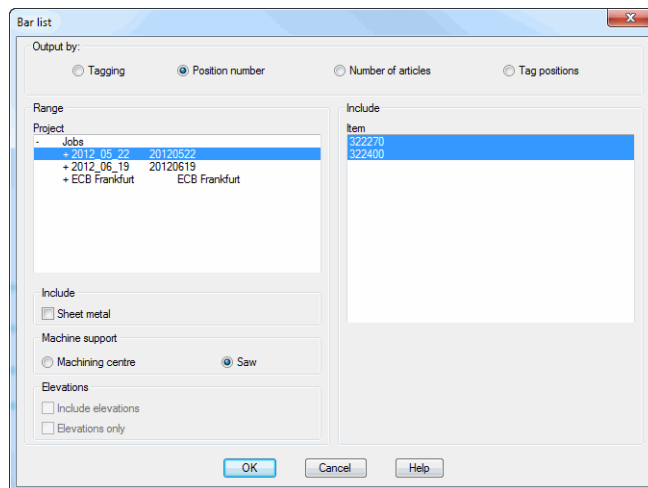 Bar list
Output by:
Tagging Position number Number of articles Tag positions
Range
Project
- Jobs
+ 2012_05_22 20120522
+ 2012_06_19 20120619
+ ECB Frankfurt ECB Frankfurt
Include
Sheet metal
Machine support
Machining centre Saw
Elevations
Include elevations
Elevations only
Include
Item
322270
322400
OK Cancel Help